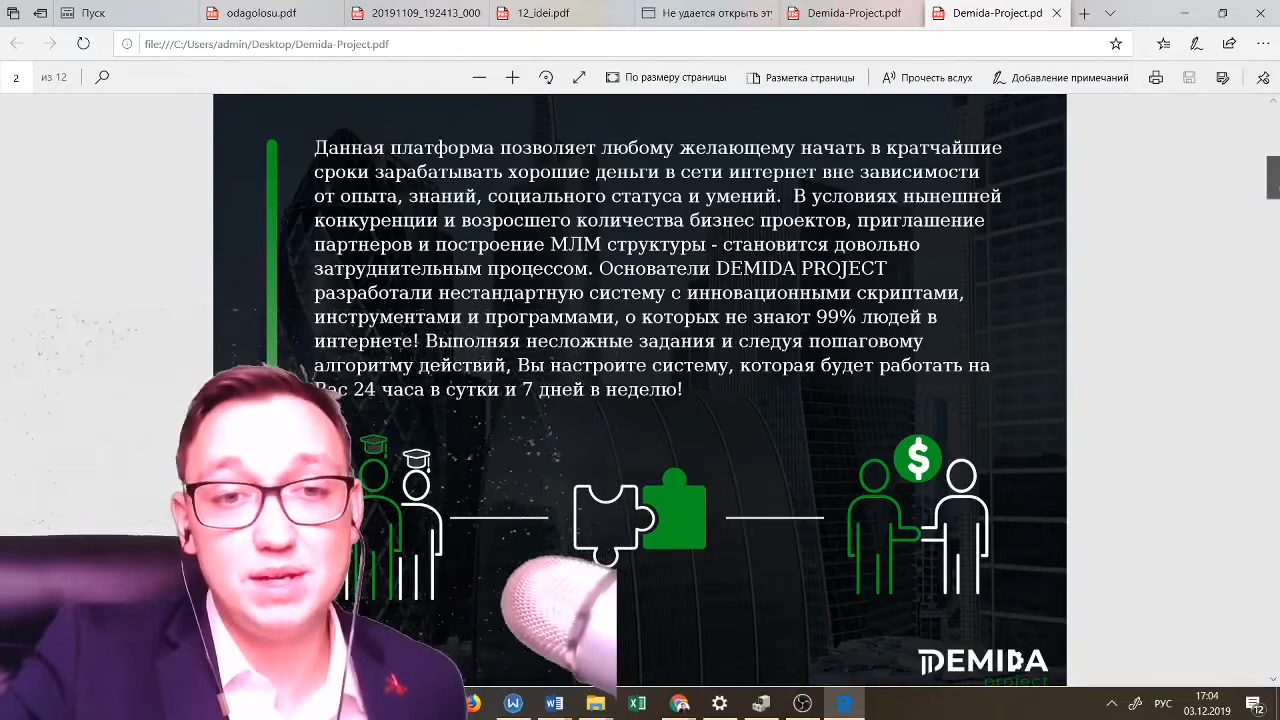 Пуск
odagolosu.pdf
20191109_192413_000
12_dei.pdf
Не удается открыть эт
Demida-Project.pdf
Demida-Project.pd
file:///C:/Users/admin/Desktop/Demida-Project.pdf
2 из 12
По размеру страницы
Разметка страницы
Прочесть вслух
Добавление примечаний
Данная платформа позволяет любому желающему начать в кратчайшие
сроки зарабатывать хорошие деньги в сети интернет вне зависимости
от опыта, знаний, социального статуса и умений. В условиях нынешней
конкуренции и возросшего количества бизнес проектов, приглашение
партнеров и построение МЛМ структуры - становится довольно
затруднительным процессом. Основатели DEMIDA PROJECT
разработали нестандартную систему с инновационными скриптами,
инструментами и программами, о которых не знают 99% людей в
интернете! Выполняя несложные задания и следуя пошаговому
алгоритму действий, Вы настроите систему, которая будет работать на
Вас 24 часа в сутки и 7 дней в неделю!
$
DEMIDA
project
РУС
17:04
03.12.2019